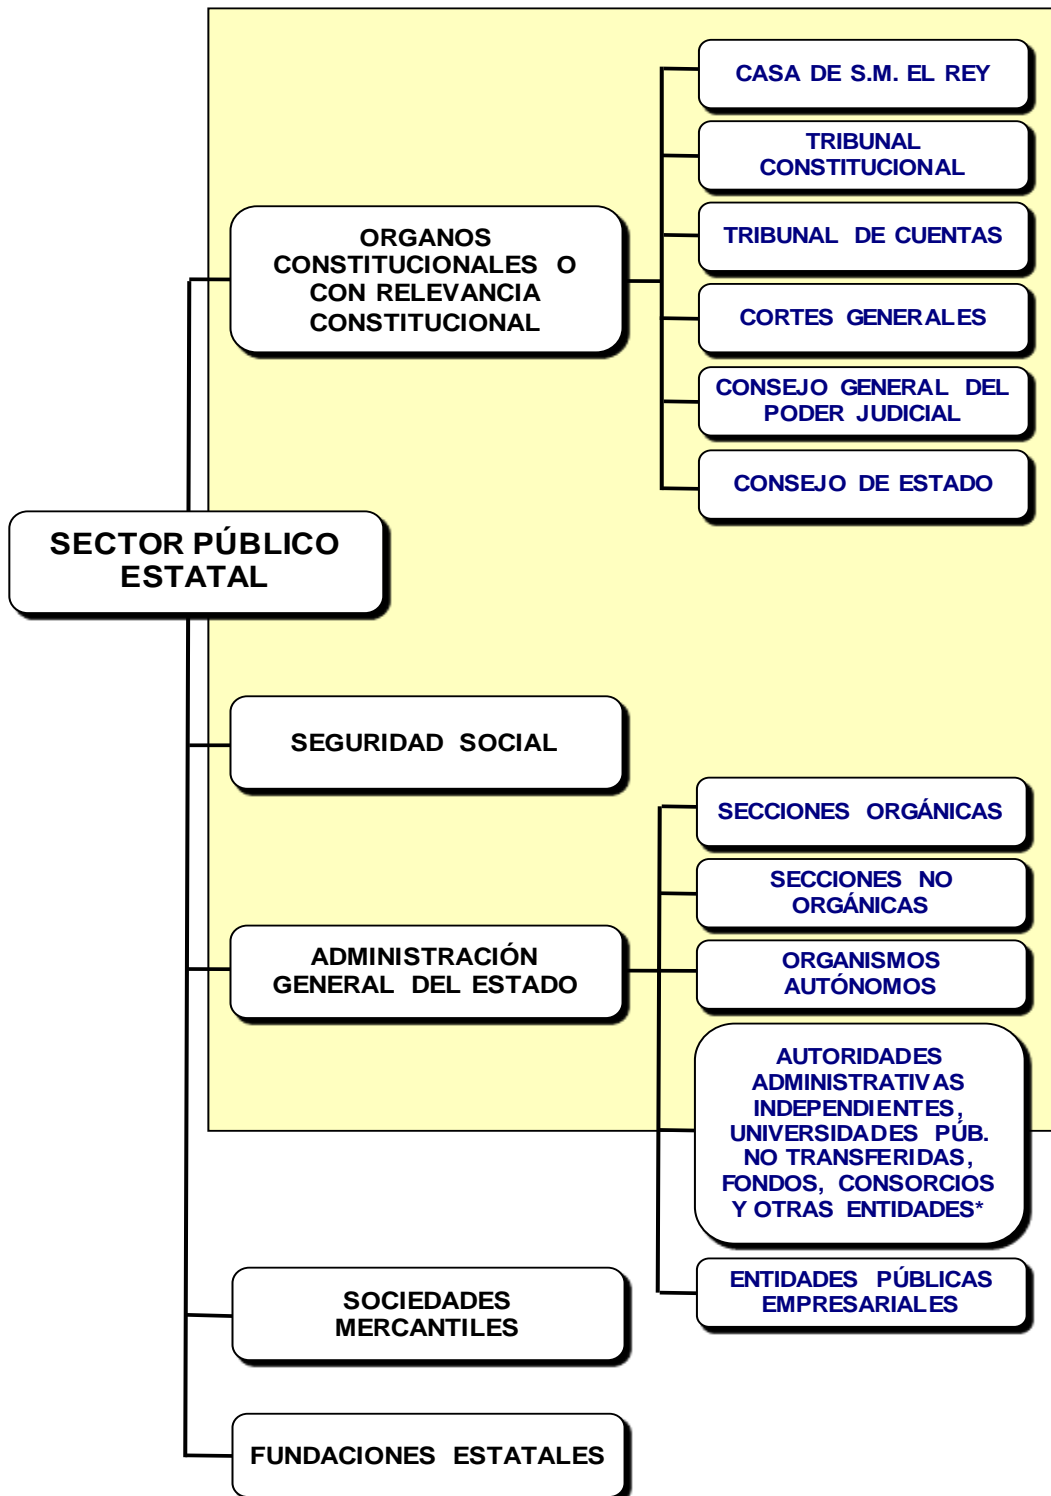 SECTOR PÚBLICO
ESTATAL
ORGANOS
CONSTITUCIONALES O
CON RELEVANCIA
CONSTITUCIONAL
CASA DE S.M. EL REY
TRIBUNAL
CONSTITUCIONAL
TRIBUNAL DE CUENTAS
CORTES GENERALES
CONSEJO GENERAL DEL
PODER JUDICIAL
CONSEJO DE ESTADO
SEGURIDAD SOCIAL
ADMINISTRACIÓN
GENERAL DEL ESTADO
SECCIONES ORGÁNICAS
SECCIONES NO
ORGÁNICAS
ORGANISMOS
AUTÓNOMOS
AUTORIDADES
ADMINISTRATIVAS
INDEPENDIENTES,
UNIVERSIDADES PÚB.
NO TRANSFERIDAS,
FONDOS, CONSORCIOS
Y OTRAS ENTIDADES*
ENTIDADES PÚBLICAS
EMPRESARIALES
SOCIEDADES
MERCANTILES
FUNDACIONES ESTATALES